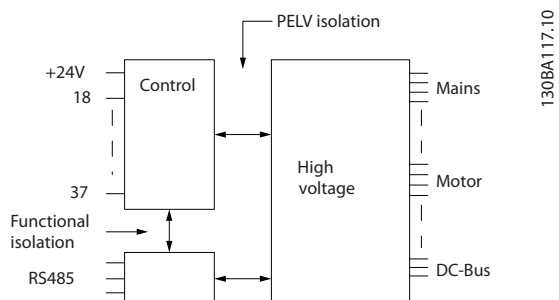 PELV isolation
130BA117.10
+24V
Control
Mains
18
High
voltage
Motor
37
Functional
isolation
RS485
DC-Bus